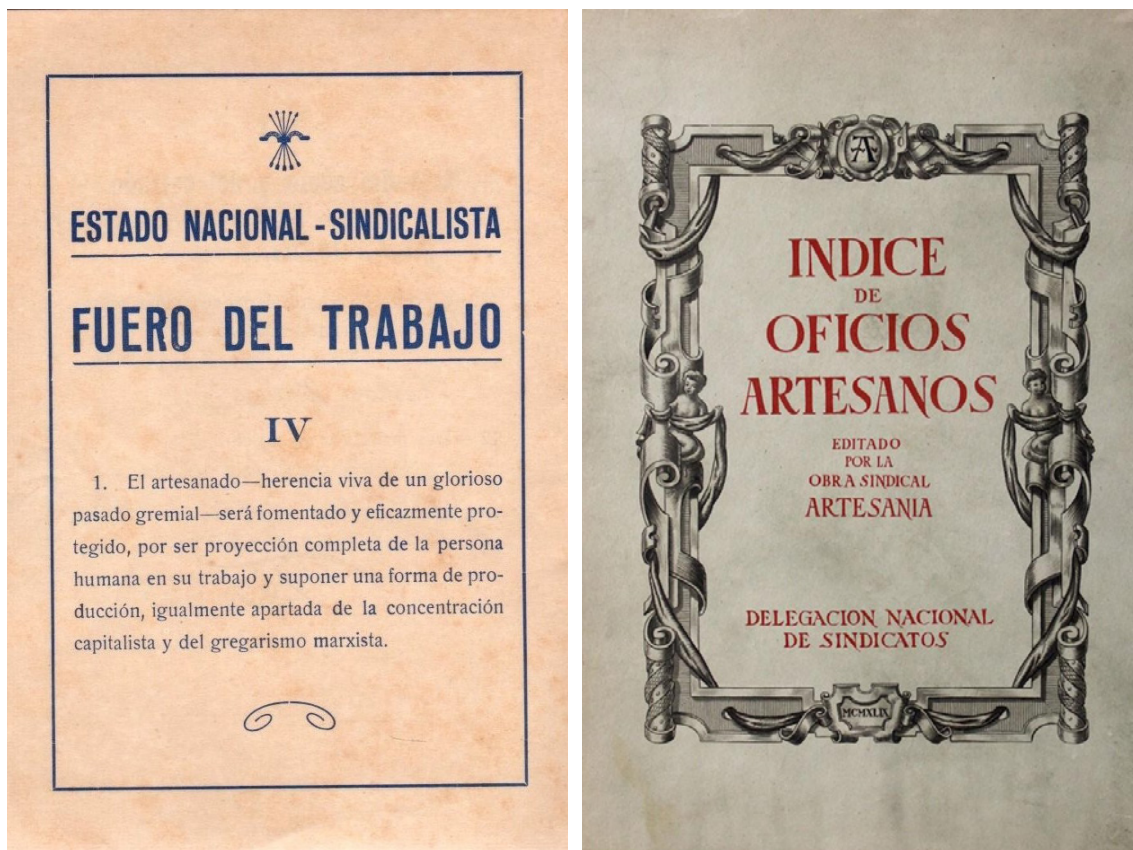 ESTADO NACIONAL-SINDICALISTA
FUERO DEL TRABAJO
IV
1. El artesanado—herencia viva de un glorioso
pasado gremial—será fomentado y eficazmente pro-
tegido, por ser proyección completa de la persona
humana en su trabajo y suponer una forma de pro-
ducción, igualmente apartada de la concentración
capitalista y del gregarismo marxista.
INDICE
DE
OFICIOS
ARTESANOS
EDITADO
POR LA
OBRA SINDICAL
ARTESANIA
DELEGACION NACIONAL
DE SINDICATOS
MCMXLIX